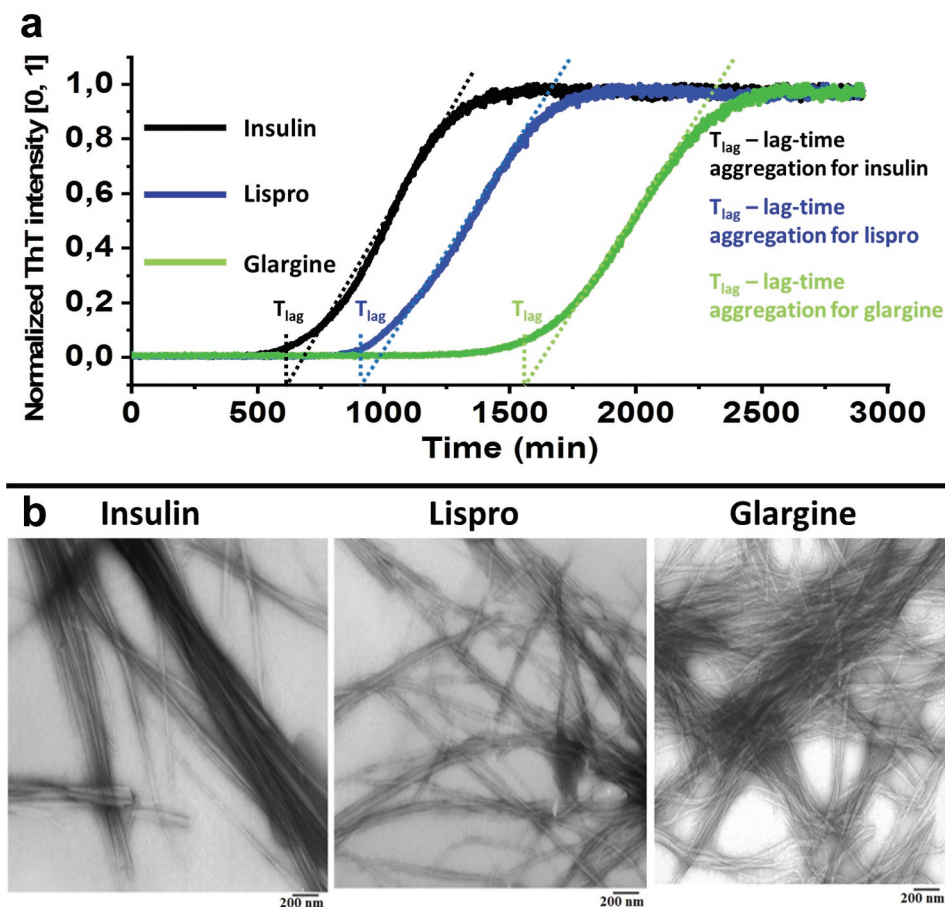 a
Normalized ThT intensity [0, 1]
1,0
0,8
0,6
0,4
0,2
0,0
Insulin
Lispro
Glargine
Tlag
Tlag
Tlag
Tlag – lag-time
aggregation for insulin
Tlag – lag-time
aggregation for lispro
Tlag – lag-time
aggregation for glargine
0 500 1000 1500 2000 2500 3000
Time (min)
b
Insulin Lispro Glargine
200 nm 200 nm 200 nm